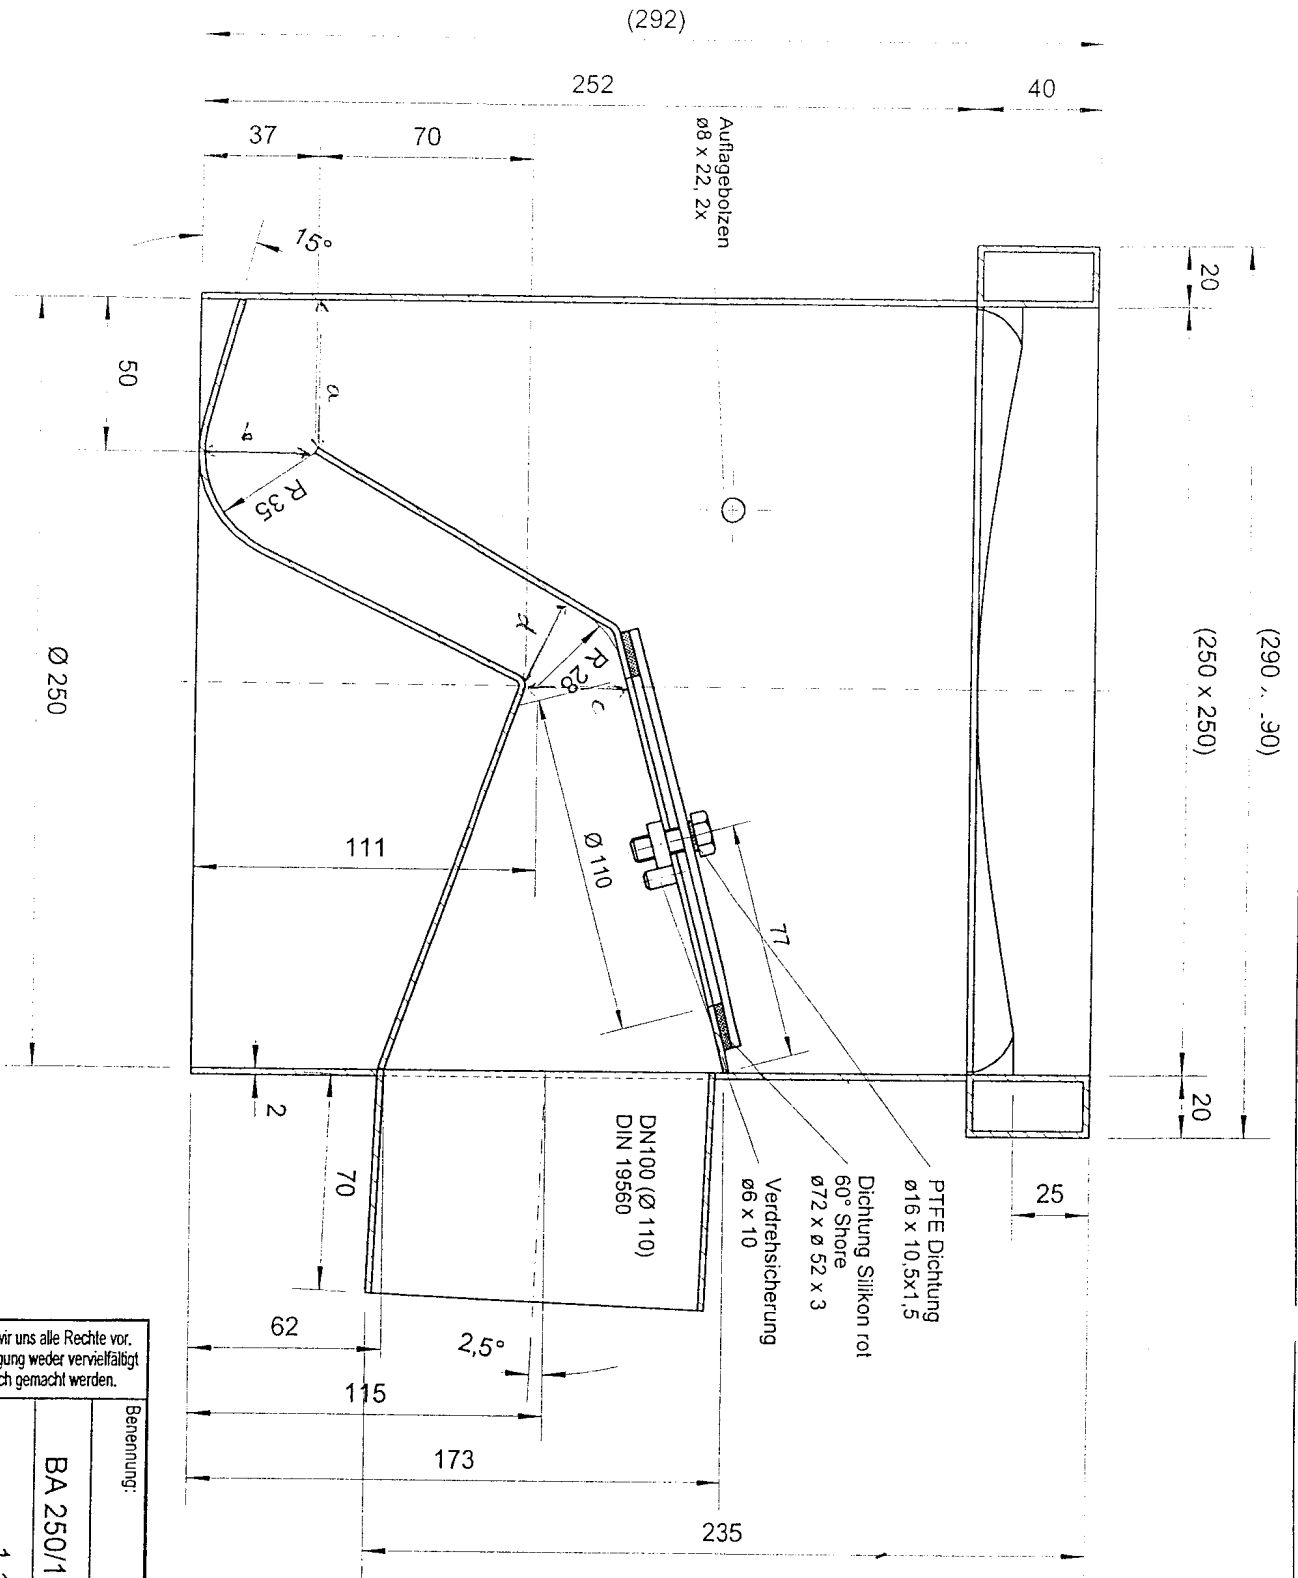 (292)
252
40
37
70
Auflagebolzen
ø8 x 22, 2x
15°
20
50
a
b
R 35
d
R 28
c
Ø 250
(250 x 250)
111
Ø 110
77
2
70
DN100 (Ø 110)
DIN 19560
20
25
PTFE Dichtung
ø16 x 10,5x1,5
Dichtung Silikon rot
60° Shore
ø72 x ø 52 x 3
Verdrehsicherung
ø6 x 10
62
2,5°
115
173
235
wir uns alle Rechte vor.
gung weder vervielfältigt
ch gemacht werden.
Benennung:
BA 250/1